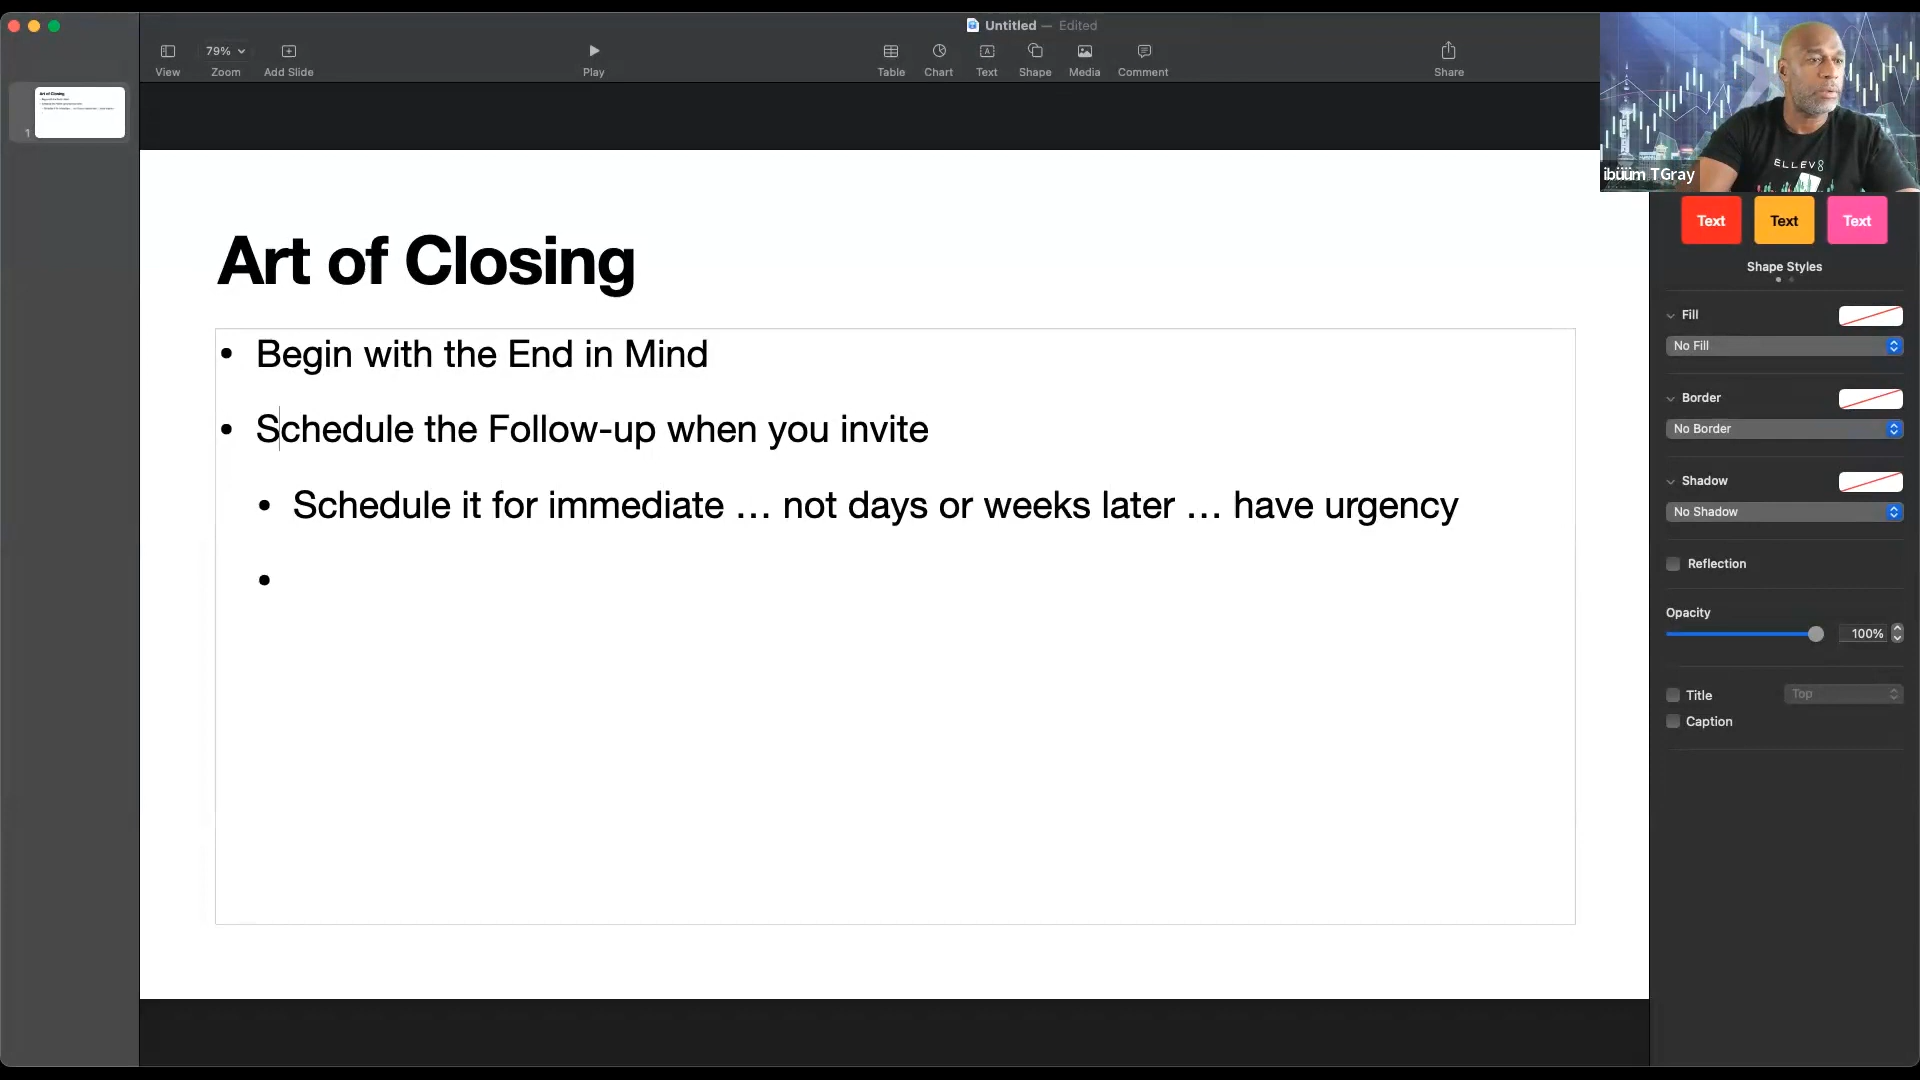 Untitled — Edited
View
79%
Zoom
Add Slide
Play
Table
Chart
Text
Shape
Media
Comment
Share
1
Art of Closing
• Begin with the End in Mind
• Schedule the Follow-up when you invite
• Schedule it for immediate … not days or weeks later … have urgency
•
ELLEV8
ibüüm TGray
Text Text Text
Shape Styles
Fill
No Fill
Border
No Border
Shadow
No Shadow
Reflection
Opacity
100%
Title
Top
Caption